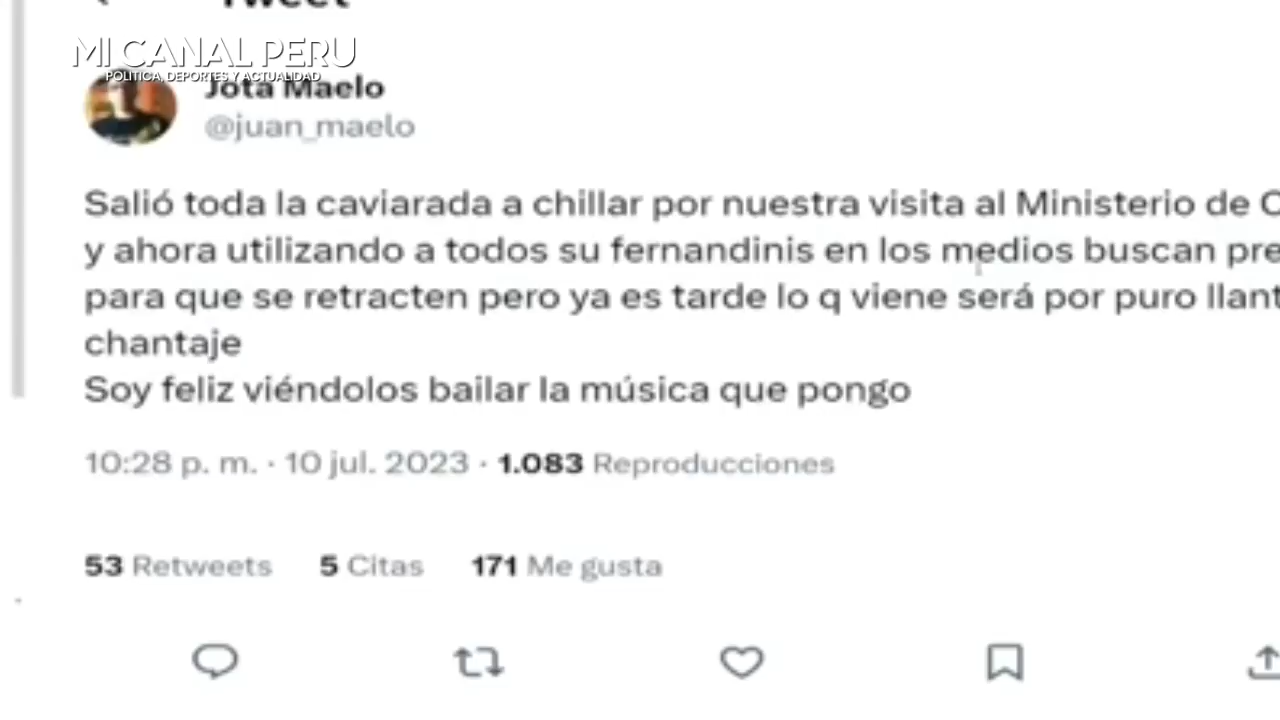 Tweet
MI CANAL PERU
POLITICA, DEPORTES Y ACTUALIDAD
Jota Maelo
@juan_maelo
Salió toda la caviarada a chillar por nuestra visita al Ministerio de
y ahora utilizando a todos su fernandinis en los medios buscan
para que se retracten pero ya es tarde lo q viene será por puro
chantaje
Soy feliz viéndolos bailar la música que pongo
10:28 p. m. · 10 jul. 2023 · 1.083 Reproducciones
53 Retweets 5 Citas 171 Me gusta